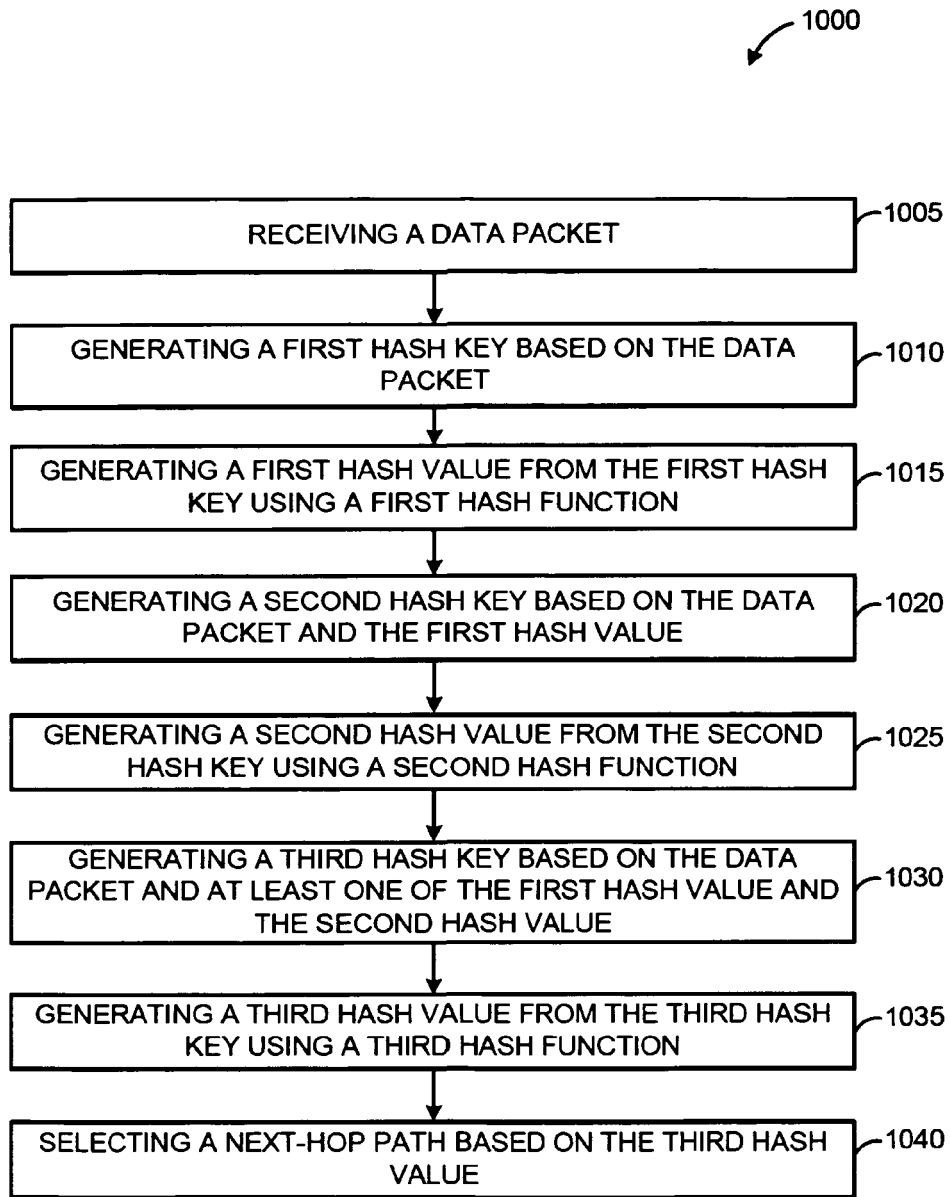 1000
RECEIVING A DATA PACKET
1005
GENERATING A FIRST HASH KEY BASED ON THE DATA
PACKET
1010
GENERATING A FIRST HASH VALUE FROM THE FIRST HASH
KEY USING A FIRST HASH FUNCTION
1015
GENERATING A SECOND HASH KEY BASED ON THE DATA
PACKET AND THE FIRST HASH VALUE
1020
GENERATING A SECOND HASH VALUE FROM THE SECOND
HASH KEY USING A SECOND HASH FUNCTION
1025
GENERATING A THIRD HASH KEY BASED ON THE DATA
PACKET AND AT LEAST ONE OF THE FIRST HASH VALUE AND
THE SECOND HASH VALUE
1030
GENERATING A THIRD HASH VALUE FROM THE THIRD HASH
KEY USING A THIRD HASH FUNCTION
1035
SELECTING A NEXT-HOP PATH BASED ON THE THIRD HASH
VALUE
1040